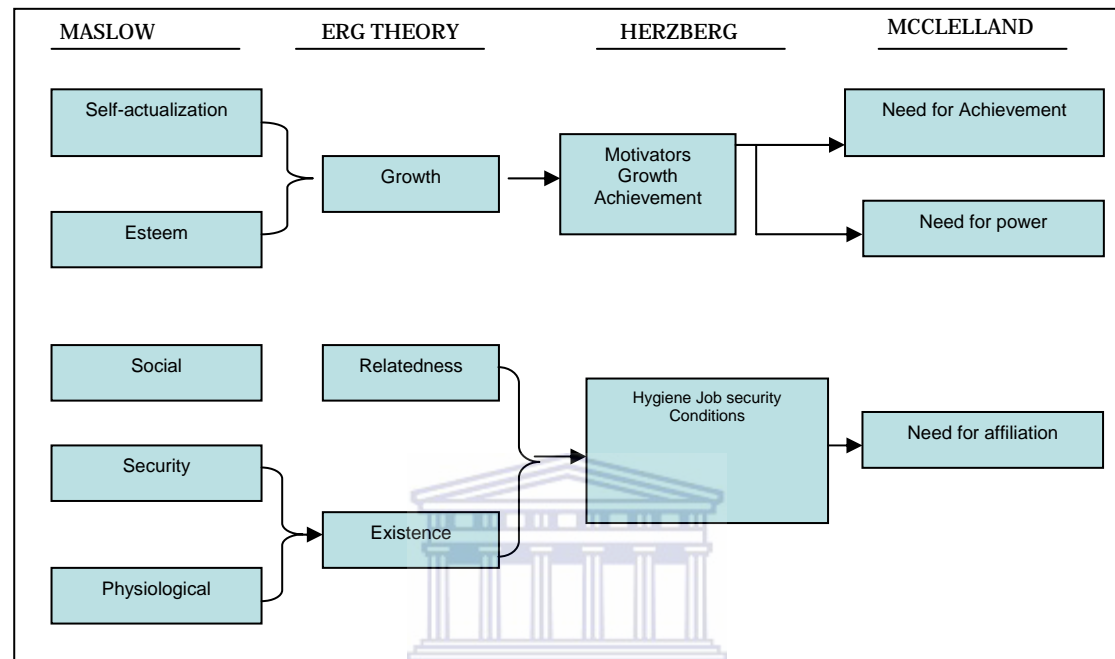 MASLOW
ERG THEORY
HERZBERG
MCCLELLAND
Self-actualization
Growth
Motivators
Growth
Achievement
Need for Achievement
Esteem
Need for power
Social
Relatedness
Hygiene Job security
Conditions
Need for affiliation
Security
Existence
Physiological